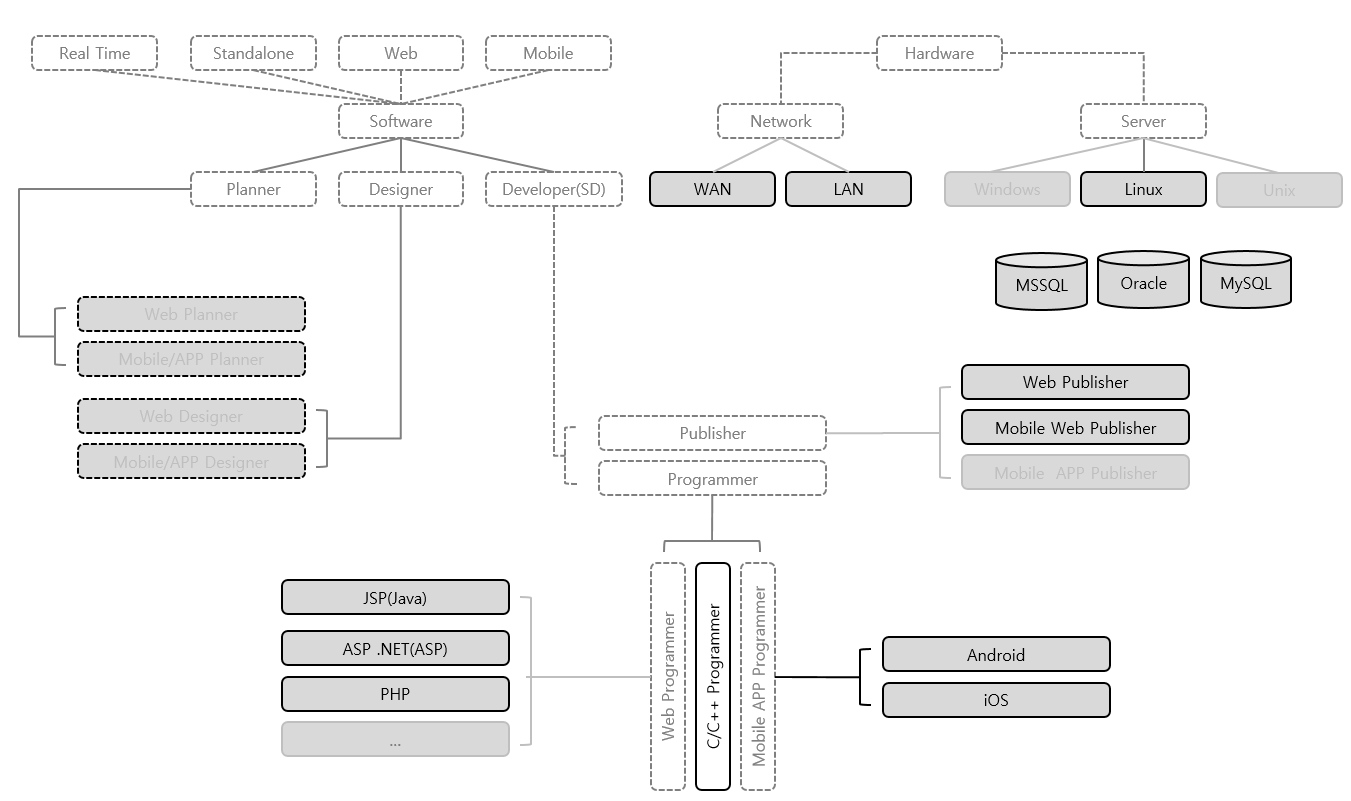 Real Time
Standalone
Web
Mobile
Hardware
Software
Network
Server
Planner
Designer
Developer(SD)
WAN
LAN
Windows
Linux
Unix
MSSQL
Oracle
MySQL
Web Planner
Mobile/APP Planner
Web Designer
Mobile/APP Designer
Publisher
Programmer
Web Publisher
Mobile Web Publisher
Mobile APP Publisher
JSP(Java)
ASP .NET(ASP)
PHP
...
Web Programmer
C/C++ Programmer
Mobile APP Programmer
Android
iOS